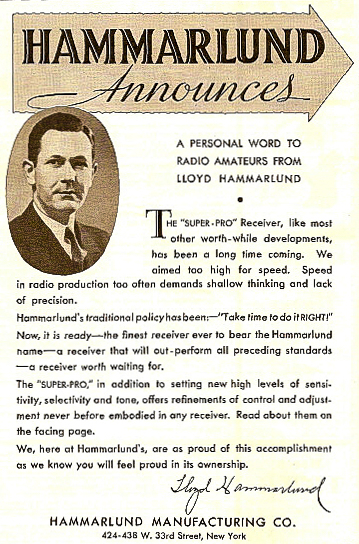 HAMMARLUND
Announces
A PERSONAL WORD TO
RADIO AMATEURS FROM
LLOYD HAMMARLUND
THE "SUPER-PRO" Receiver, like most
other worth-while developments,
has been a long time coming. We
aimed too high for speed. Speed
in radio production too often demands shallow thinking and lack
of precision.
Hammarlund's traditional policy has been:—"Take time to do it RIGHT!"
Now, it is ready—the finest receiver ever to bear the Hammarlund
name—a receiver that will out-perform all preceding standards
—a receiver worth waiting for.
The "SUPER-PRO," in addition to setting new high levels of sensi-
tivity, selectivity and tone, offers refinements of control and adjust-
ment never before embodied in any receiver. Read about them on
the facing page.
We, here at Hammarlund's, are as proud of this accomplishment
as we know you will feel proud in its ownership.
Lloyd Hammarlund
HAMMARLUND MANUFACTURING CO.
424-438 W. 33rd Street, New York